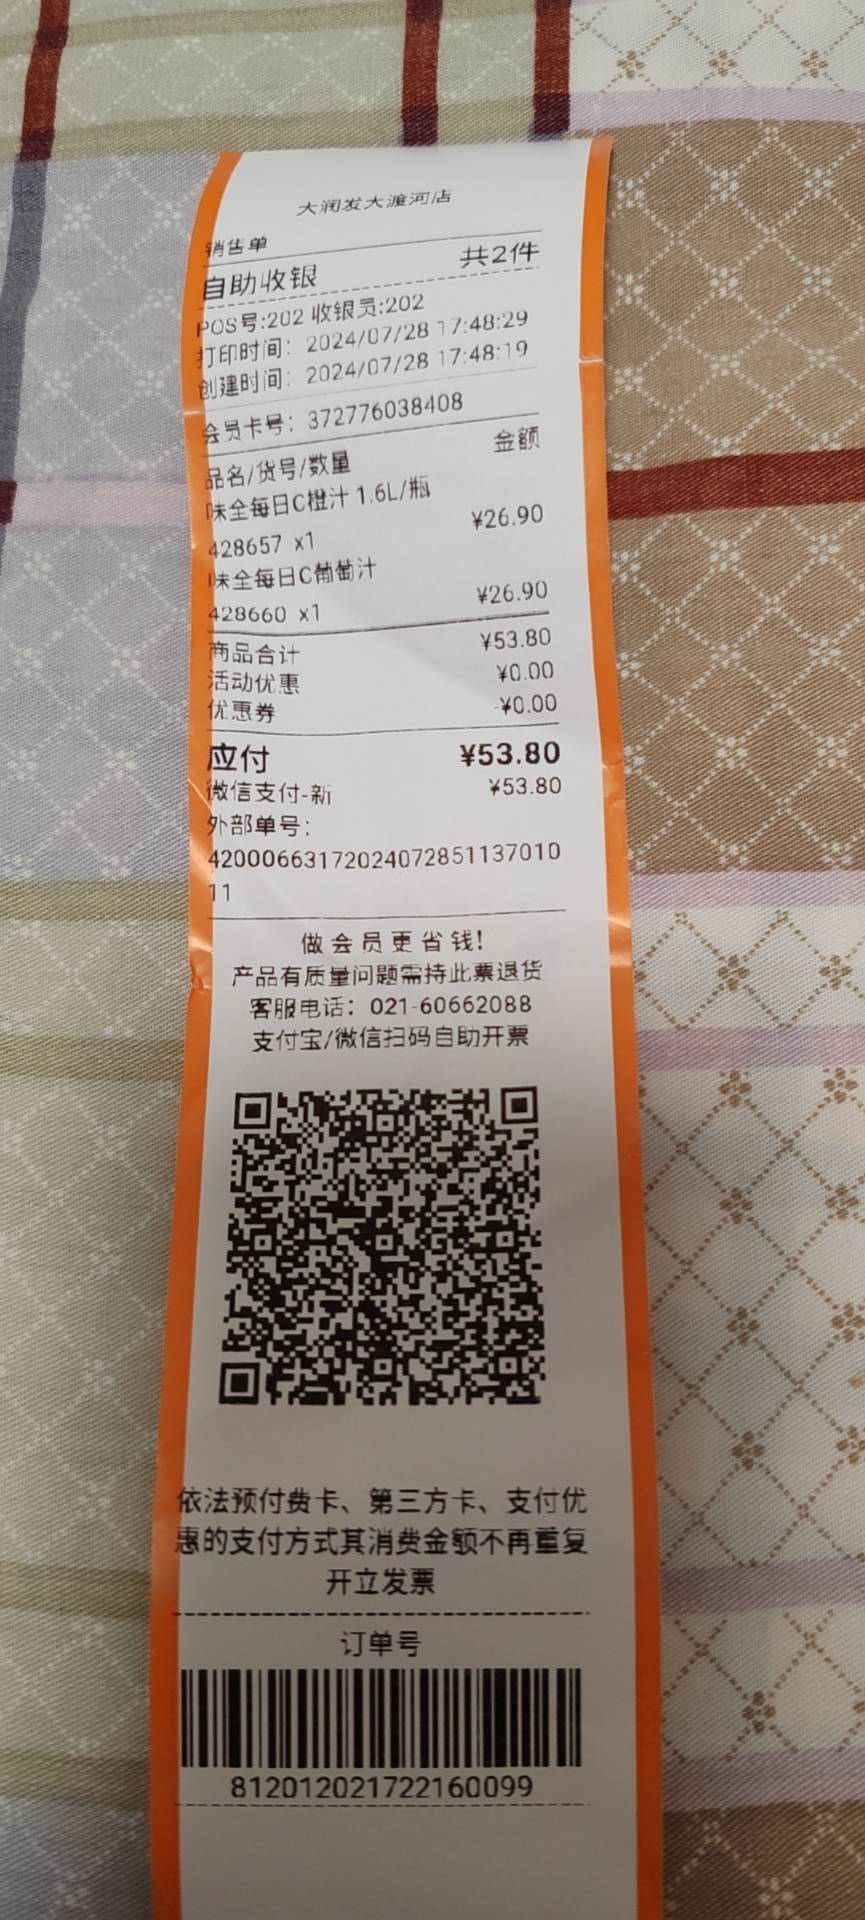 大润发大渡河店
销售单
自助收银 共2件
POS号:202 收银员:202
打印时间: 2024/07/28 17:48:29
创建时间: 2024/07/28 17:48:19
会员卡号: 372776038408
品名/货号/数量 金额
味全每日C橙汁 1.6L/瓶
428657 x1 ¥26.90
味全每日C葡萄汁
428660 x1 ¥26.90
商品合计 ¥53.80
活动优惠 ¥0.00
优惠券 -¥0.00
应付 ¥53.80
微信支付-新 ¥53.80
外部单号:
42000663172024072851137010
11
做会员更省钱!
产品有质量问题需持此票退货
客服电话: 021-60662088
支付宝/微信扫码自助开票
依法预付费卡、第三方卡、支付优
惠的支付方式其消费金额不再重复
开立发票
订单号
812012021722160099